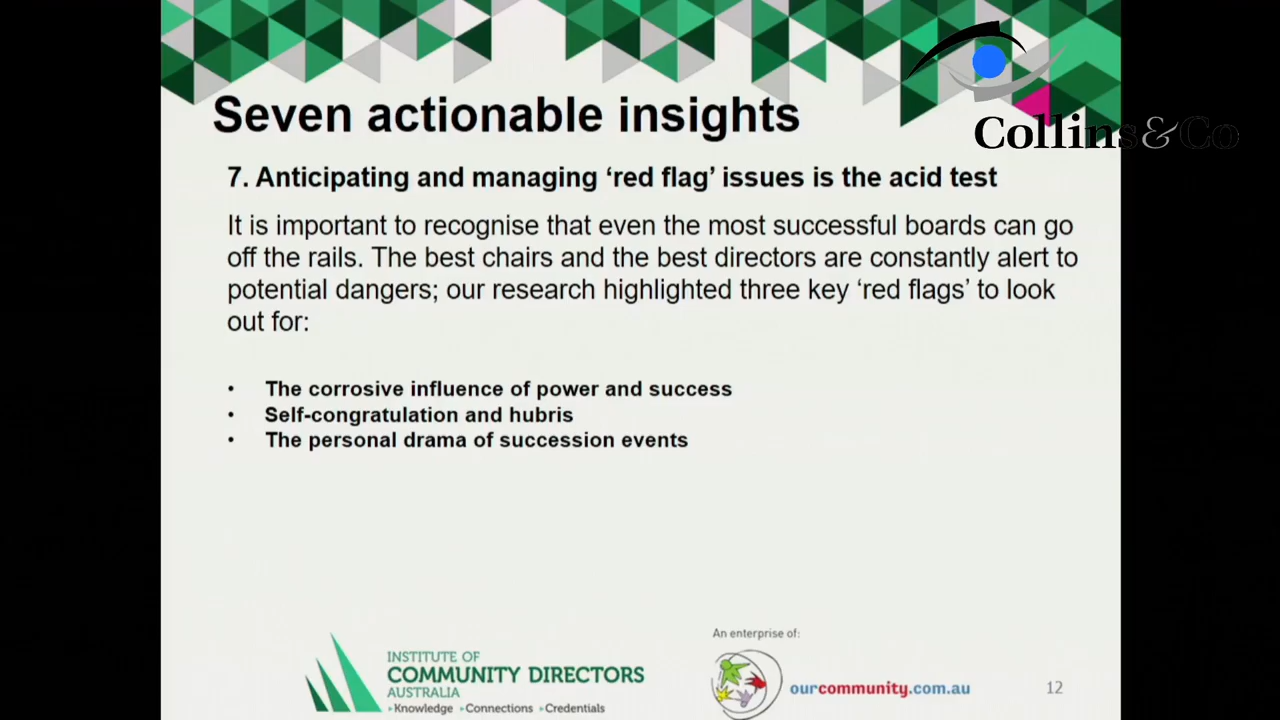 Collins&Co
Seven actionable insights
7. Anticipating and managing ‘red flag’ issues is the acid test
It is important to recognise that even the most successful boards can go
off the rails. The best chairs and the best directors are constantly alert to
potential dangers; our research highlighted three key ‘red flags’ to look
out for:
• The corrosive influence of power and success
• Self-congratulation and hubris
• The personal drama of succession events
INSTITUTE OF
COMMUNITY DIRECTORS
AUSTRALIA
Knowledge Connections Credentials
An enterprise of:
ourcommunity.com.au
12